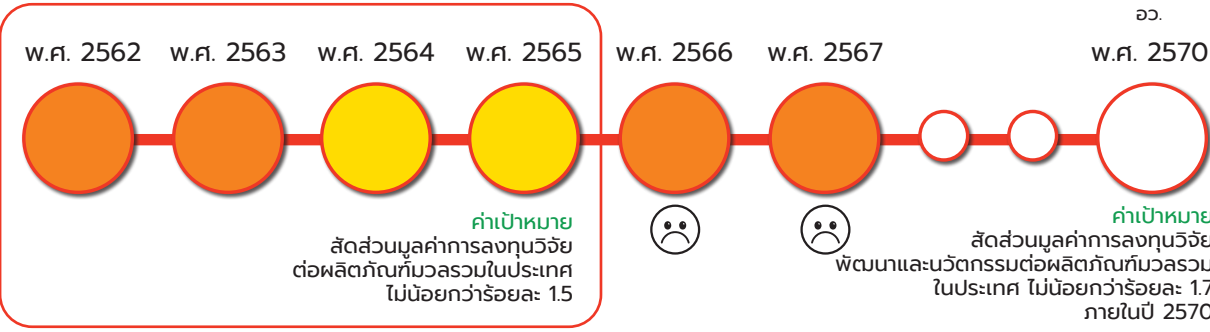 อว.
พ.ศ. 2562 พ.ศ. 2563 พ.ศ. 2564 พ.ศ. 2565 พ.ศ. 2566 พ.ศ. 2567 พ.ศ. 2570
ค่าเป้าหมาย
สัดส่วนมูลค่าการลงทุนวิจัย
ต่อผลิตภัณฑ์มวลรวมในประเทศ
ไม่น้อยกว่าร้อยละ 1.5
ค่าเป้าหมาย
สัดส่วนมูลค่าการลงทุนวิจัย
พัฒนาและนวัตกรรมต่อผลิตภัณฑ์มวลรวม
ในประเทศ ไม่น้อยกว่าร้อยละ 1.7
ภายในปี 2570